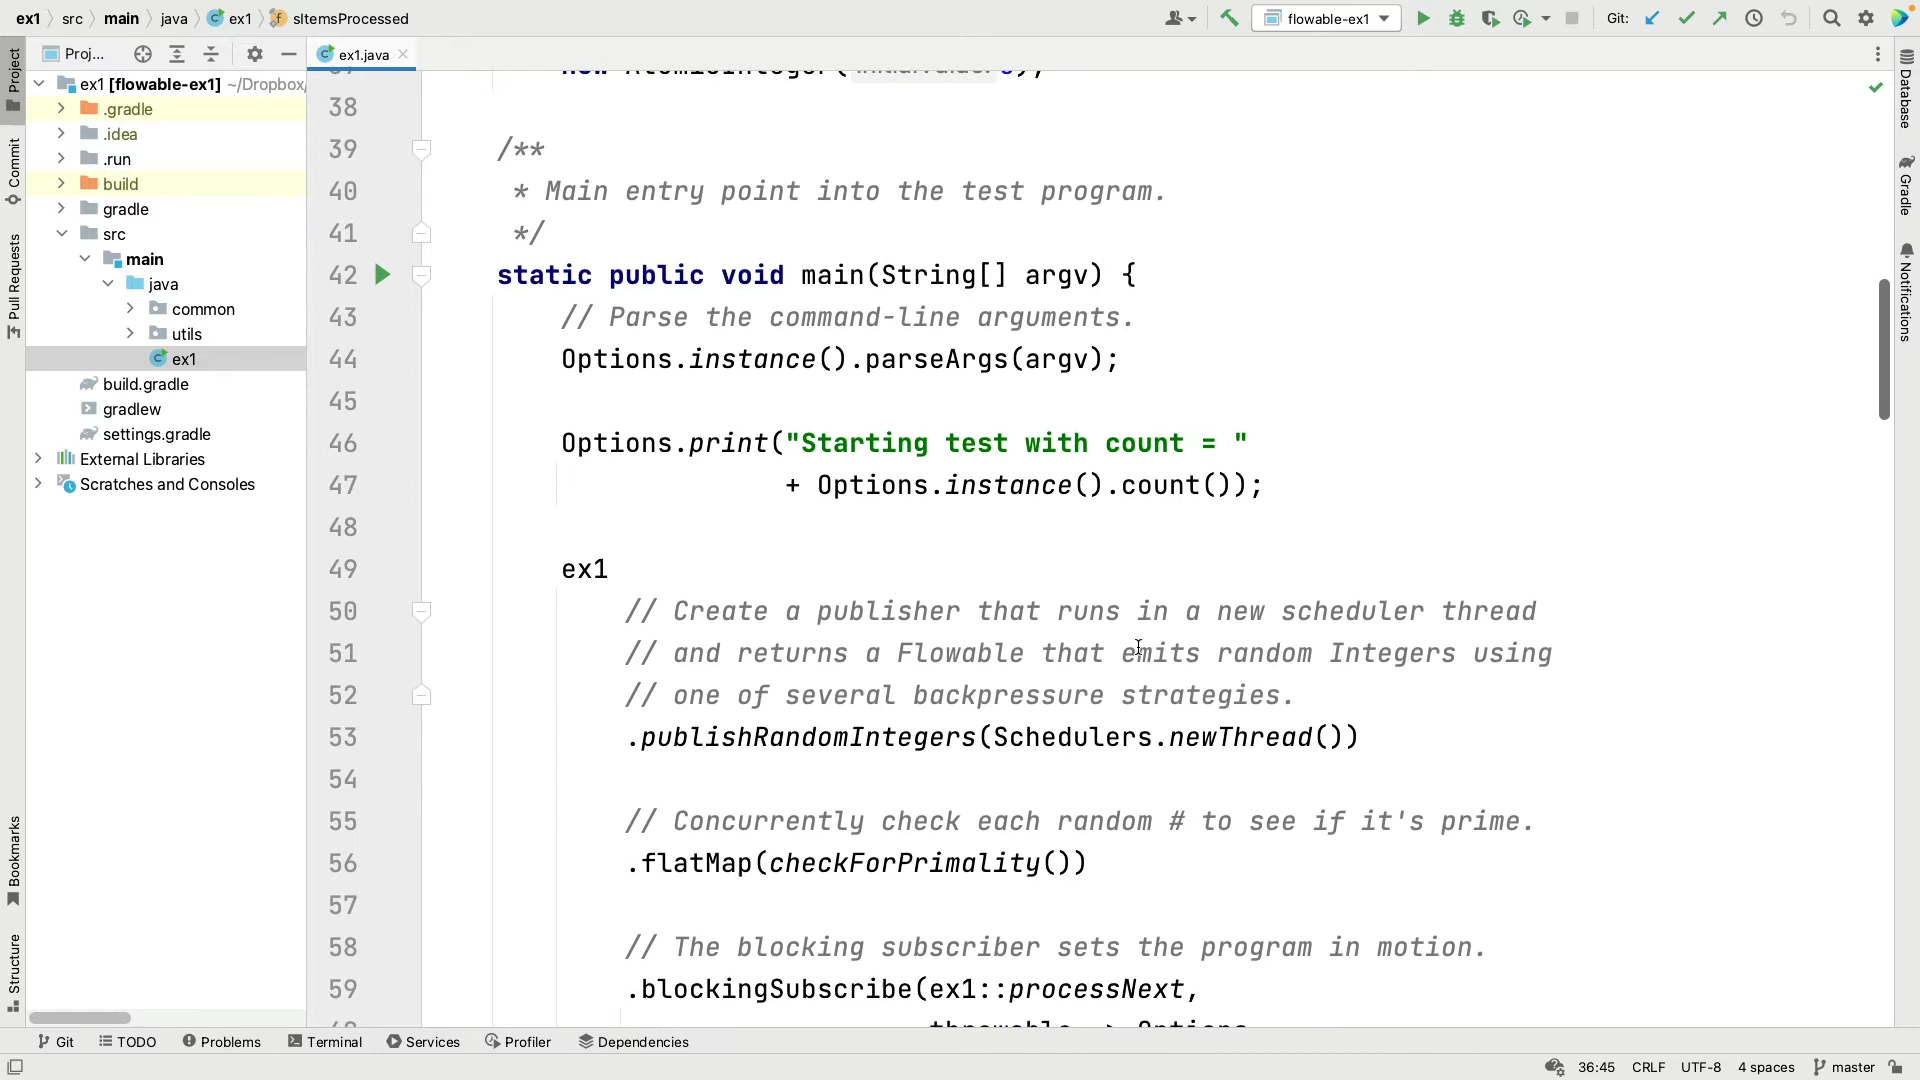 ex1 src main java ex1 sItemsProcessed
flowable-ex1
Git:
Proj...
ex1.java
Project
Commit
Pull Requests
Bookmarks
Structure
ex1 [flowable-ex1] ~/Dropbox/
.gradle
.idea
.run
build
gradle
src
main
java
common
utils
ex1
build.gradle
gradlew
settings.gradle
External Libraries
Scratches and Consoles
38
39 /**
40 * Main entry point into the test program.
41 */
42 static public void main(String[] argv) {
43 // Parse the command-line arguments.
44 Options.instance().parseArgs(argv);
45
46 Options.print("Starting test with count = "
47 + Options.instance().count());
48
49 ex1
50 // Create a publisher that runs in a new scheduler thread
51 // and returns a Flowable that emits random Integers using
52 // one of several backpressure strategies.
53 .publishRandomIntegers(Schedulers.newThread())
54
55 // Concurrently check each random # to see if it's prime.
56 .flatMap(checkForPrimality())
57
58 // The blocking subscriber sets the program in motion.
59 .blockingSubscribe(ex1::processNext,
Database
Gradle
Notifications
Git TODO Problems Terminal Services Profiler Dependencies
36:45 CRLF UTF-8 4 spaces master